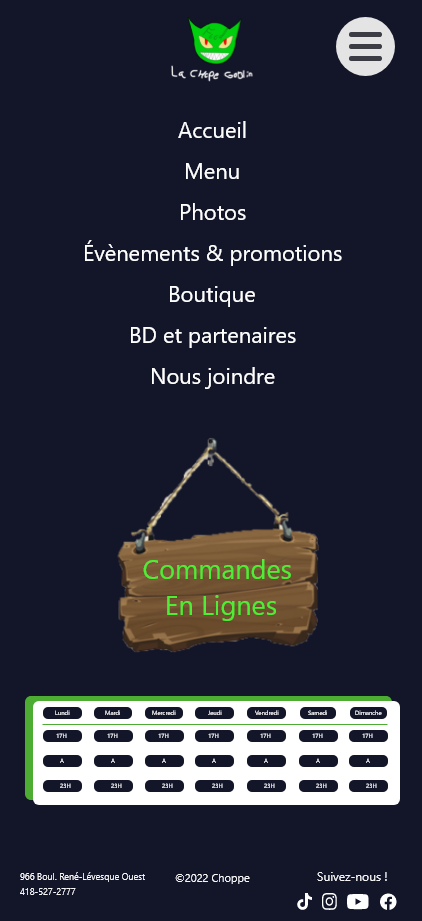 La Chope Goblin
Accueil
Menu
Photos
Évènements & promotions
Boutique
BD et partenaires
Nous joindre
Commandes
En Lignes
Lundi Mardi Mercredi Jeudi Vendredi Samedi Dimanche
17H 17H 17H 17H 17H 17H 17H
A A A A A A A
23H 23H 23H 23H 23H 23H 23H
966 Boul. René-Lévesque Ouest
418-527-2777
©2022 Choppe
Suivez-nous !